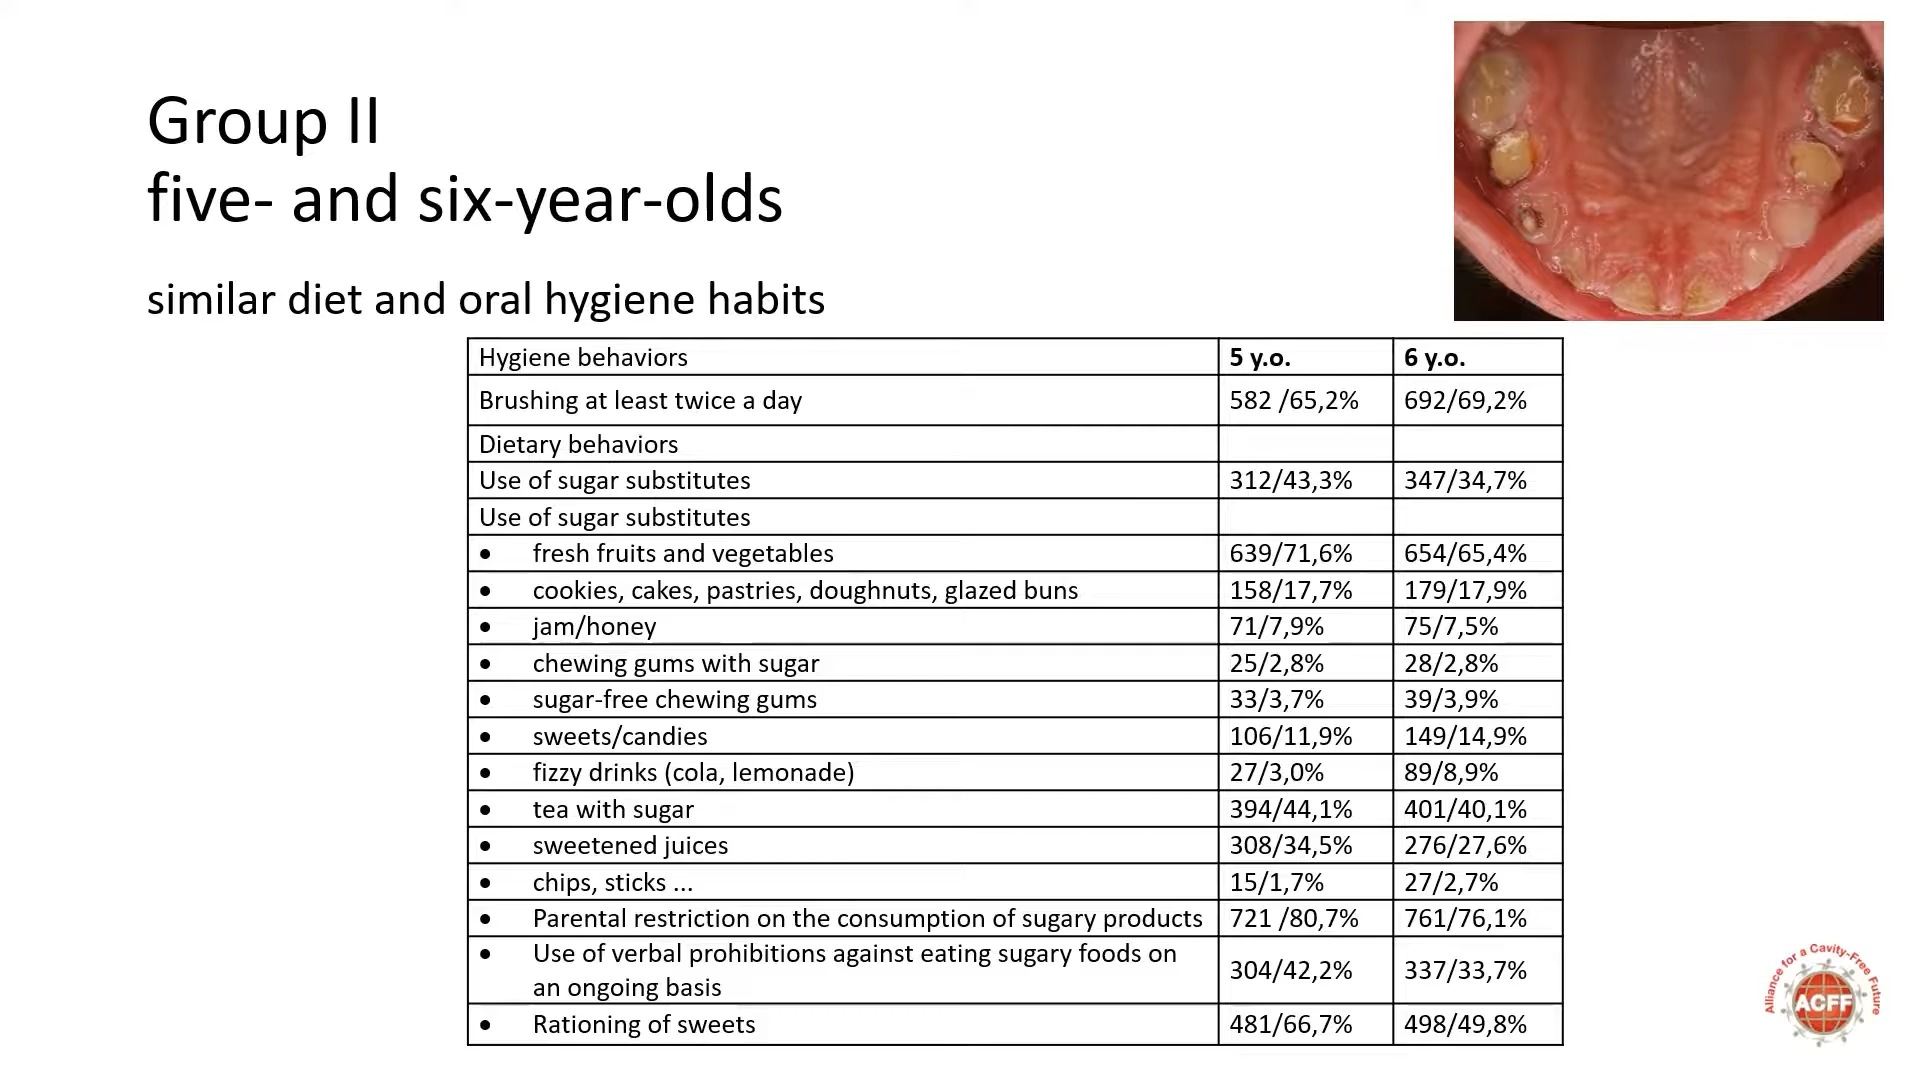 Group II
five- and six-year-olds
similar diet and oral hygiene habits
Hygiene behaviors 5 y.o. 6 y.o.
Brushing at least twice a day 582 /65,2% 692/69,2%
Dietary behaviors
Use of sugar substitutes 312/43,3% 347/34,7%
Use of sugar substitutes
• fresh fruits and vegetables 639/71,6% 654/65,4%
• cookies, cakes, pastries, doughnuts, glazed buns 158/17,7% 179/17,9%
• jam/honey 71/7,9% 75/7,5%
• chewing gums with sugar 25/2,8% 28/2,8%
• sugar-free chewing gums 33/3,7% 39/3,9%
• sweets/candies 106/11,9% 149/14,9%
• fizzy drinks (cola, lemonade) 27/3,0% 89/8,9%
• tea with sugar 394/44,1% 401/40,1%
• sweetened juices 308/34,5% 276/27,6%
• chips, sticks ... 15/1,7% 27/2,7%
• Parental restriction on the consumption of sugary products 721 /80,7% 761/76,1%
• Use of verbal prohibitions against eating sugary foods on
an ongoing basis 304/42,2% 337/33,7%
• Rationing of sweets 481/66,7% 498/49,8%
Alliance for a Cavity-Free Future
ACFF